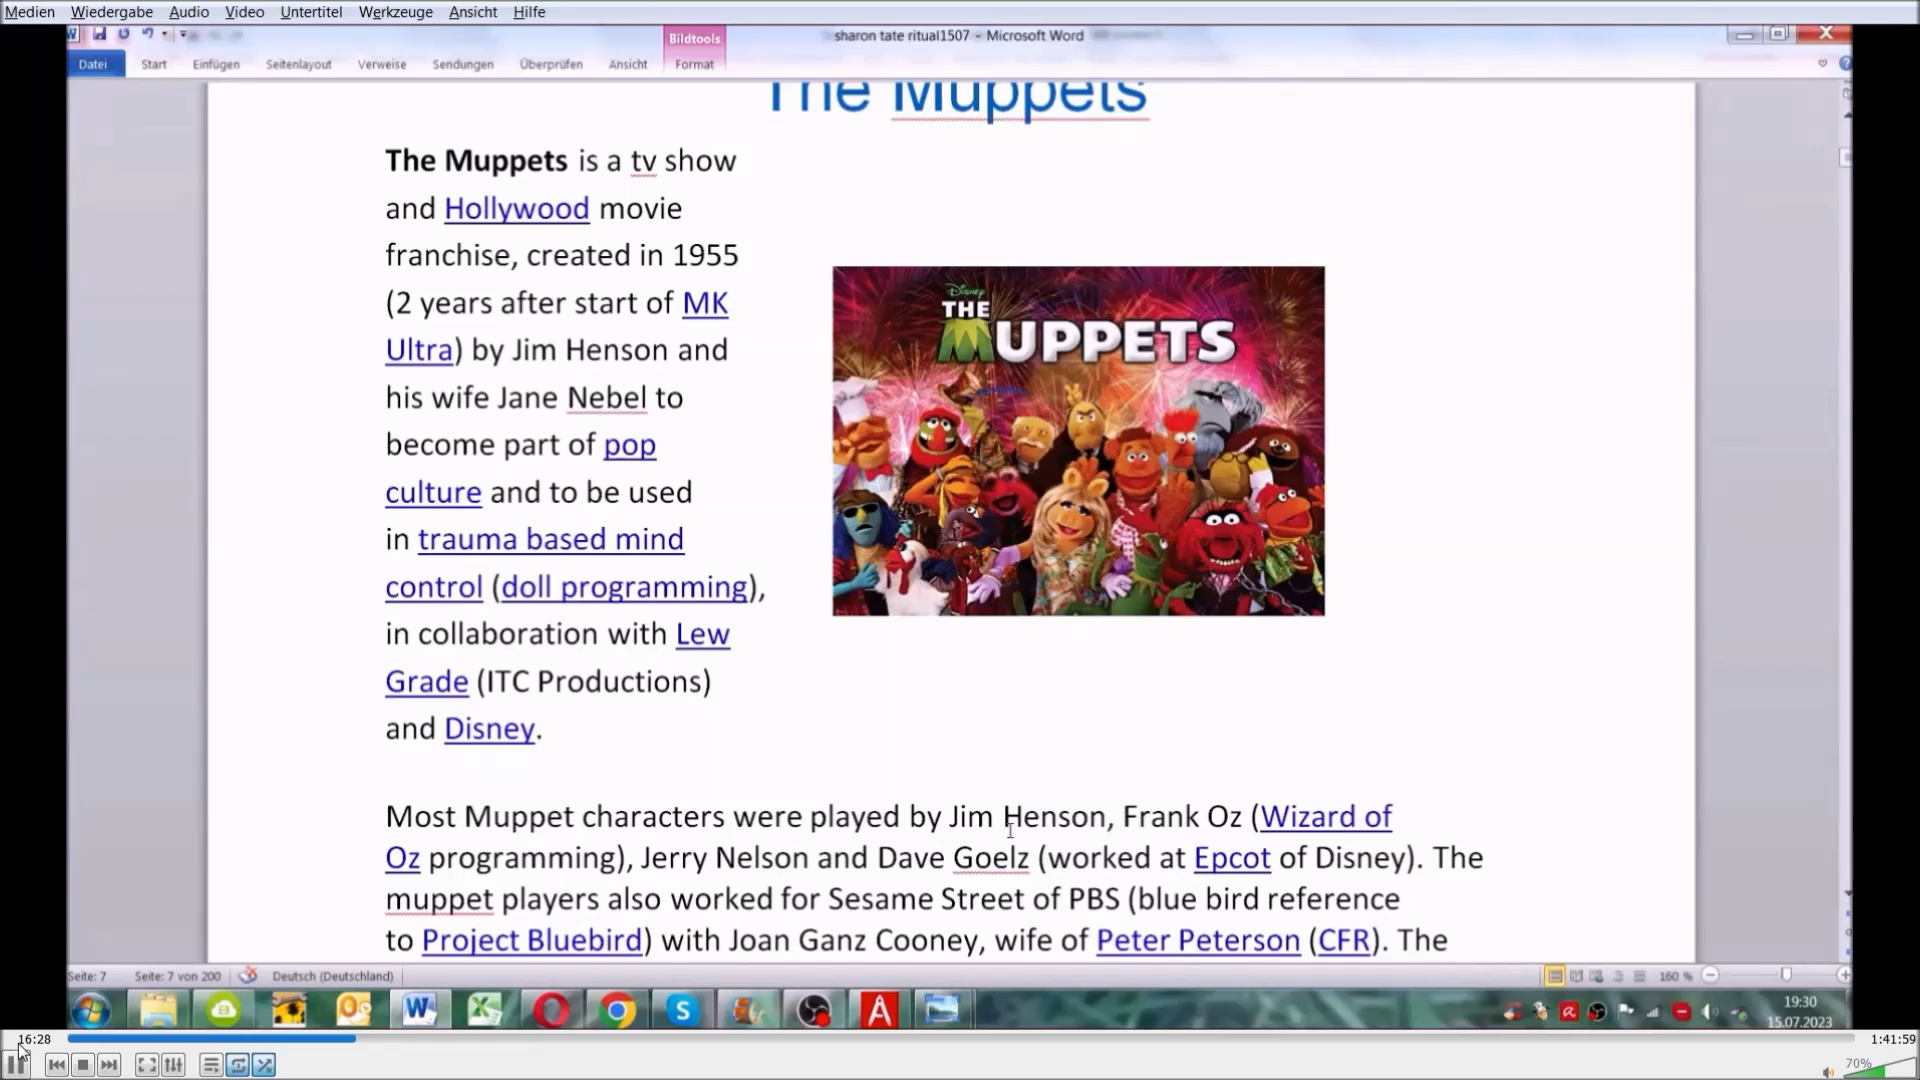 Medien Wiedergabe Audio Video Untertitel Werkzeuge Ansicht Hilfe
sharon tate ritual1507 - Microsoft Word
Bildtools
Datei Start Einfügen Seitenlayout Verweise Sendungen Überprüfen Ansicht Format
The Muppets
The Muppets is a tv show
and Hollywood movie
franchise, created in 1955
(2 years after start of MK
Ultra) by Jim Henson and
his wife Jane Nebel to
become part of pop
culture and to be used
in trauma based mind
control (doll programming),
in collaboration with Lew
Grade (ITC Productions)
and Disney.
Disney
THE
MUPPETS
Most Muppet characters were played by Jim Henson, Frank Oz (Wizard of
Oz programming), Jerry Nelson and Dave Goelz (worked at Epcot of Disney). The
muppet players also worked for Sesame Street of PBS (blue bird reference
to Project Bluebird) with Joan Ganz Cooney, wife of Peter Peterson (CFR). The
Seite: 7 Seite: 7 von 200 Deutsch (Deutschland) 160 %
19:30
15.07.2023
16:28 1:41:59
70%